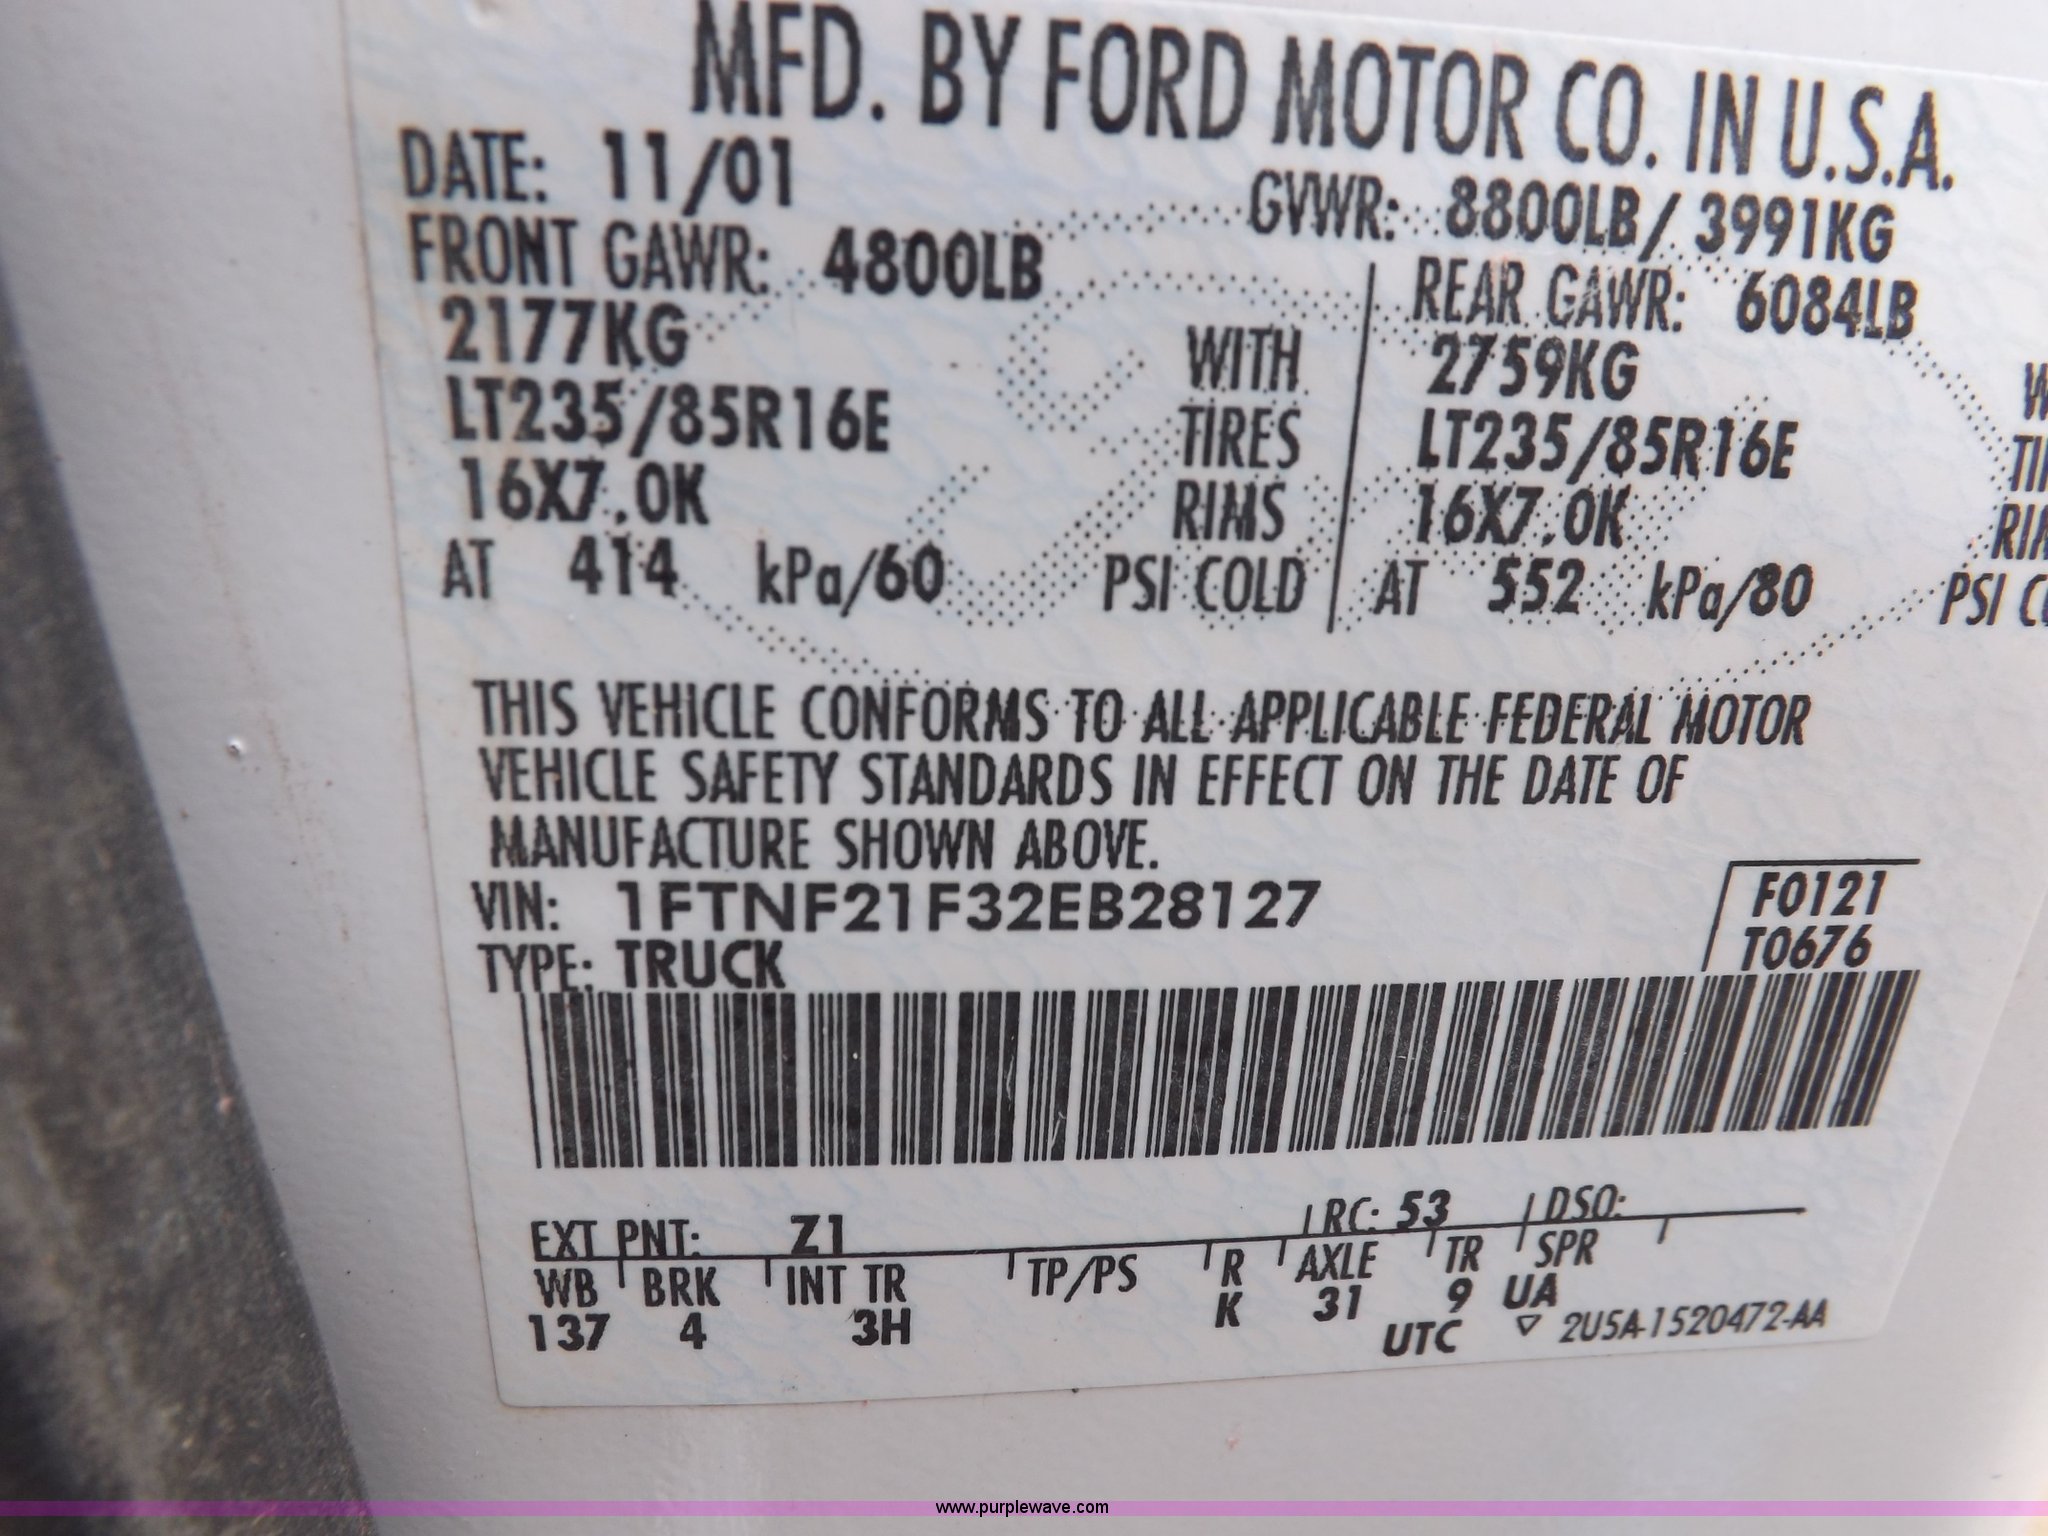 MFD. BY FORD MOTOR CO. IN U.S.A.
DATE: 11/01
GVWR: 8800LB/ 3991KG
FRONT GAWR: 4800LB
REAR GAWR: 6084LB
2177KG WITH
2759KG W
LT235/85R16E TIRES
LT235/85R16E TI
16X7.0K RIMS
16X7.0K RI
AT 414 kPa/60 PSI COLD
AT 552 kPa/80 PSI C
THIS VEHICLE CONFORMS TO ALL APPLICABLE FEDERAL MOTOR
VEHICLE SAFETY STANDARDS IN EFFECT ON THE DATE OF
MANUFACTURE SHOWN ABOVE.
VIN: 1FTNF21F32EB28127
F0121
TYPE: TRUCK
T0676
EXT PNT: Z1 RC: 53 DSO:
WB BRK INT TR TP/PS R AXLE TR SPR
137 4 3H K 31 9 UA
UTC ▽ 2U5A-1520472-AA
www.purplewave.com